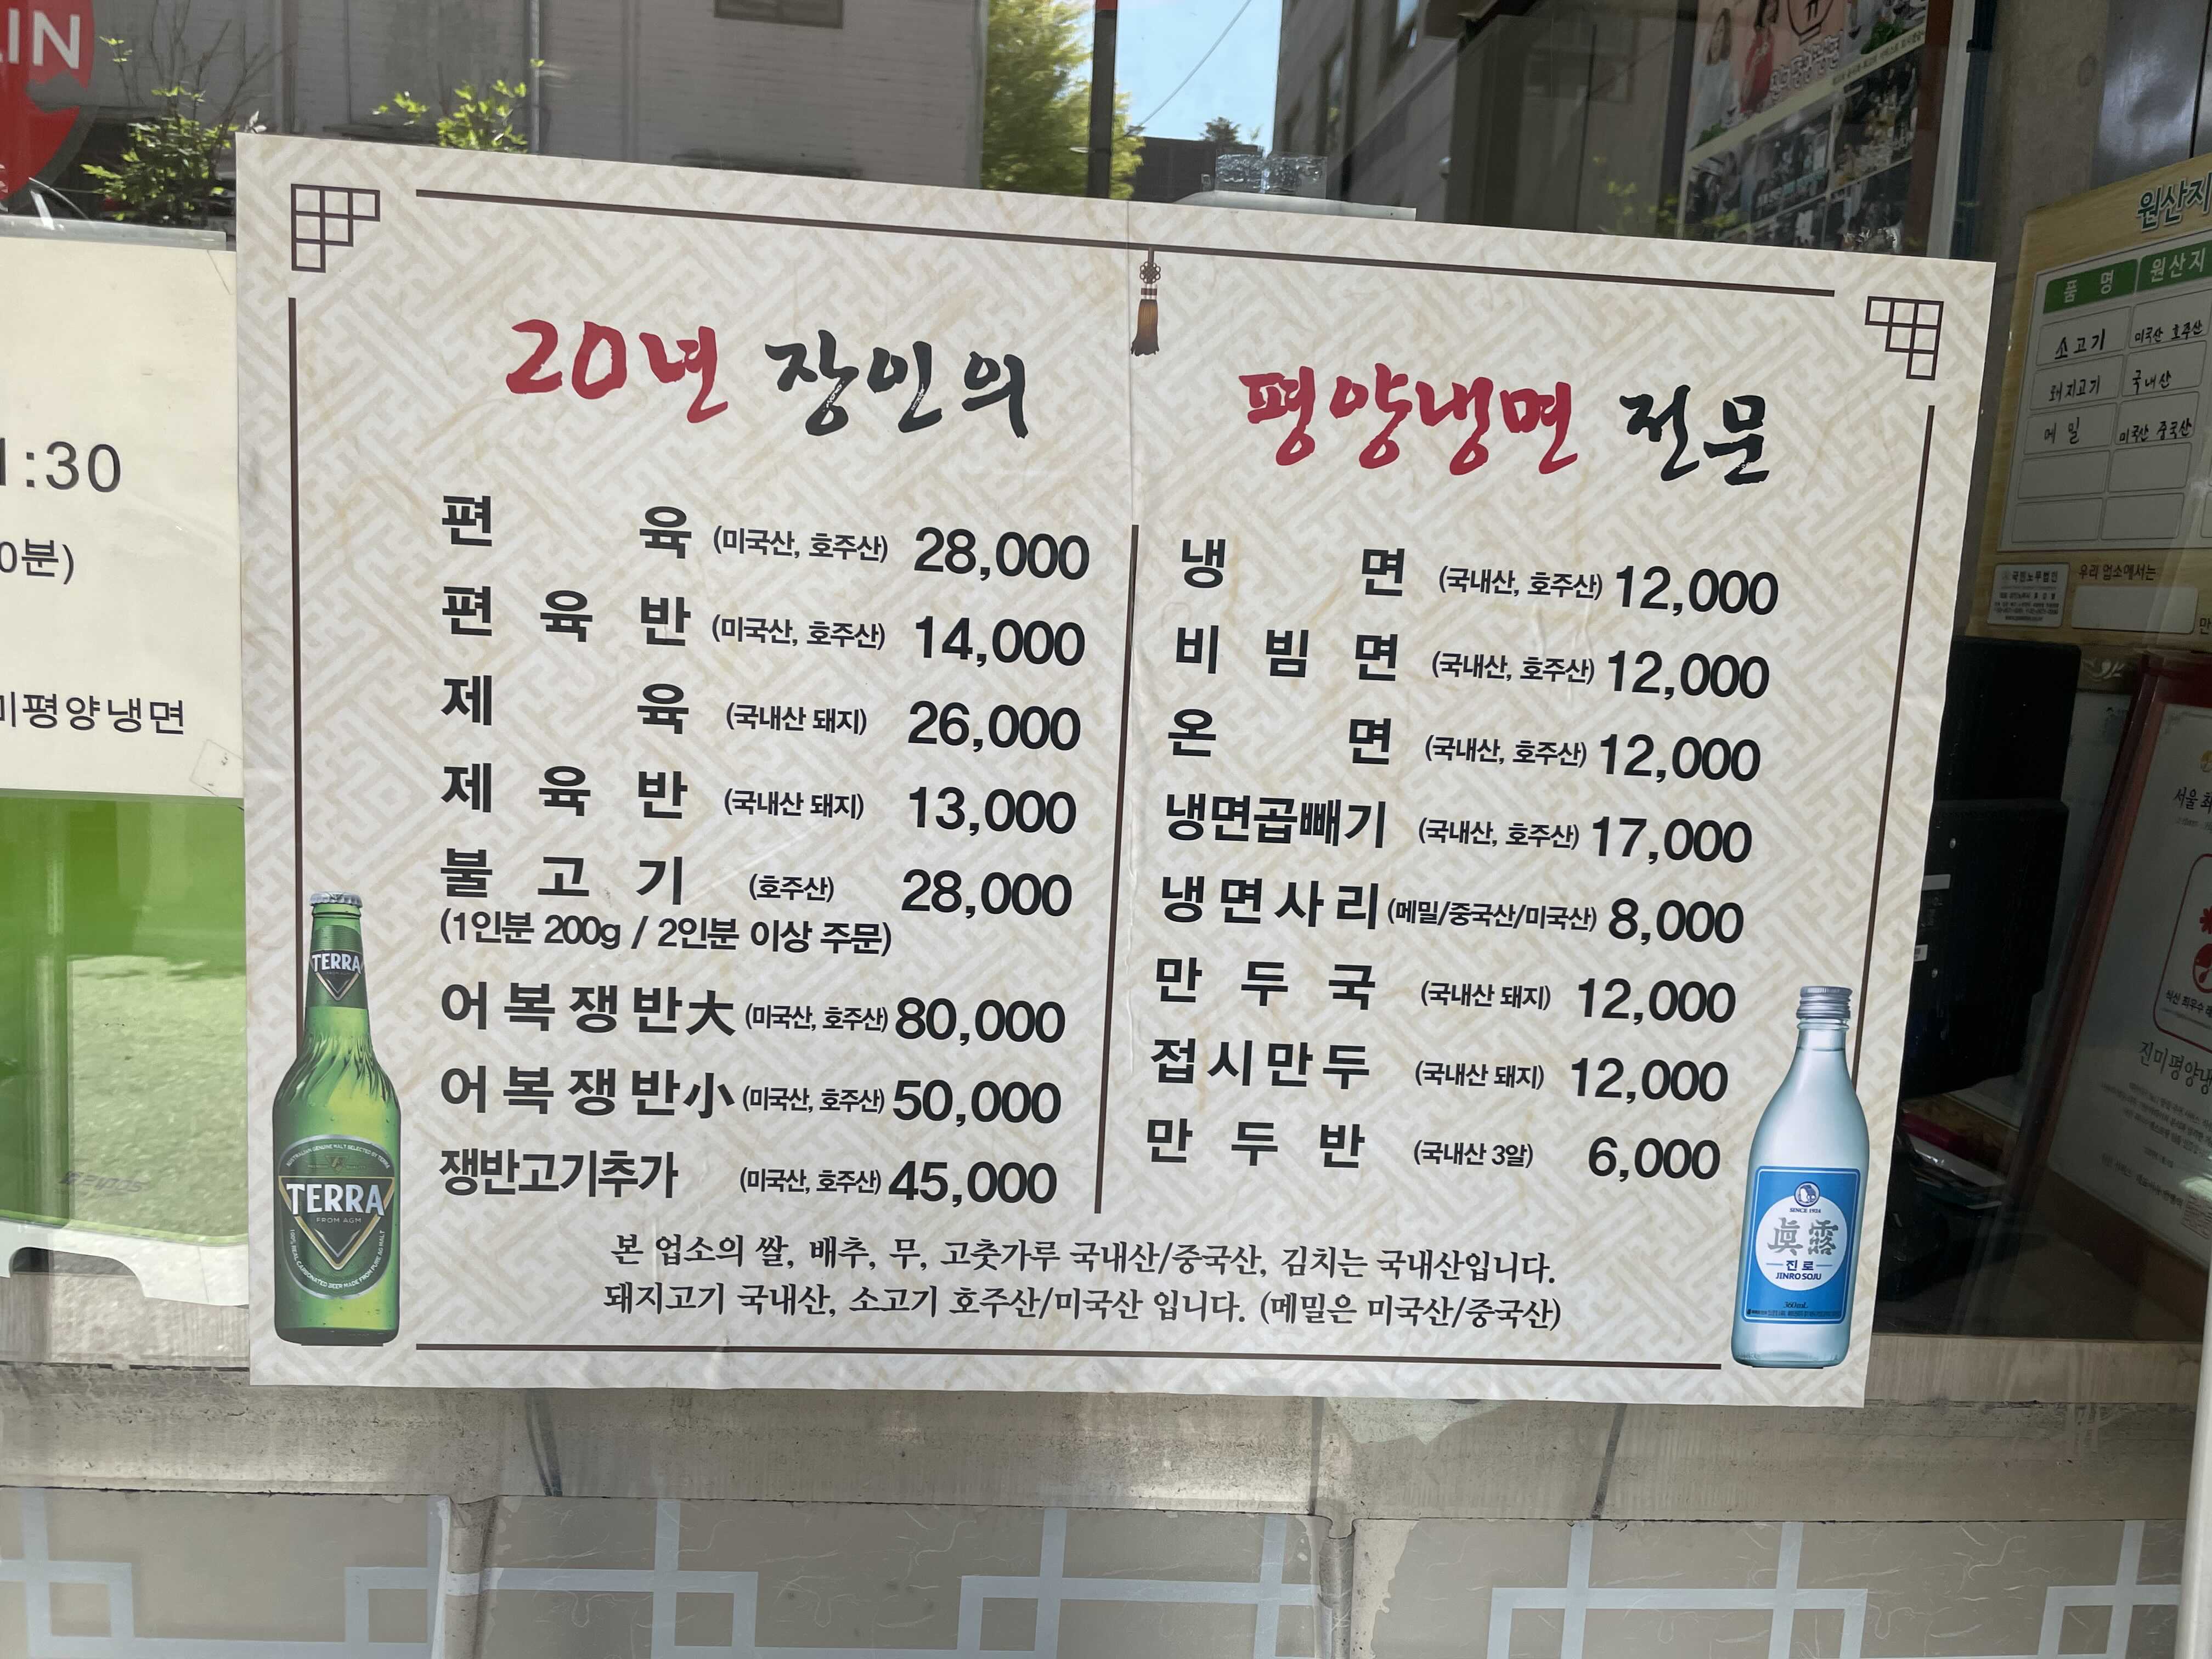 IN
1:30
0분)
미평양냉면
20년 장인의
편육 (미국산, 호주산) 28,000
편육반 (미국산, 호주산) 14,000
제육 (국내산 돼지) 26,000
제육반 (국내산 돼지) 13,000
불고기 (호주산) 28,000
(1인분 200g / 2인분 이상 주문)
어복쟁반大 (미국산, 호주산) 80,000
어복쟁반小 (미국산, 호주산) 50,000
쟁반고기추가 (미국산, 호주산) 45,000
평양냉면 전문
냉면 (국내산, 호주산) 12,000
비빔면 (국내산, 호주산) 12,000
온면 (국내산, 호주산) 12,000
냉면곱빼기 (국내산, 호주산) 17,000
냉면사리 (메밀/중국산/미국산) 8,000
만두국 (국내산 돼지) 12,000
접시만두 (국내산 돼지) 12,000
만두반 (국내산 3알) 6,000
본 업소의 쌀, 배추, 무, 고춧가루 국내산/중국산, 김치는 국내산입니다.
돼지고기 국내산, 소고기 호주산/미국산 입니다. (메밀은 미국산/중국산)
TERRA
TERRA
FROM AGM
SINCE 1924
眞露
진로
JINRO SOJU
360mL
원산지
품명 원산지
소고기 미국산 호주산
돼지고기 국내산
메밀 미국산 중국산
국민노무법인
우리 업소에서는
만
서울 최
진미평양냉